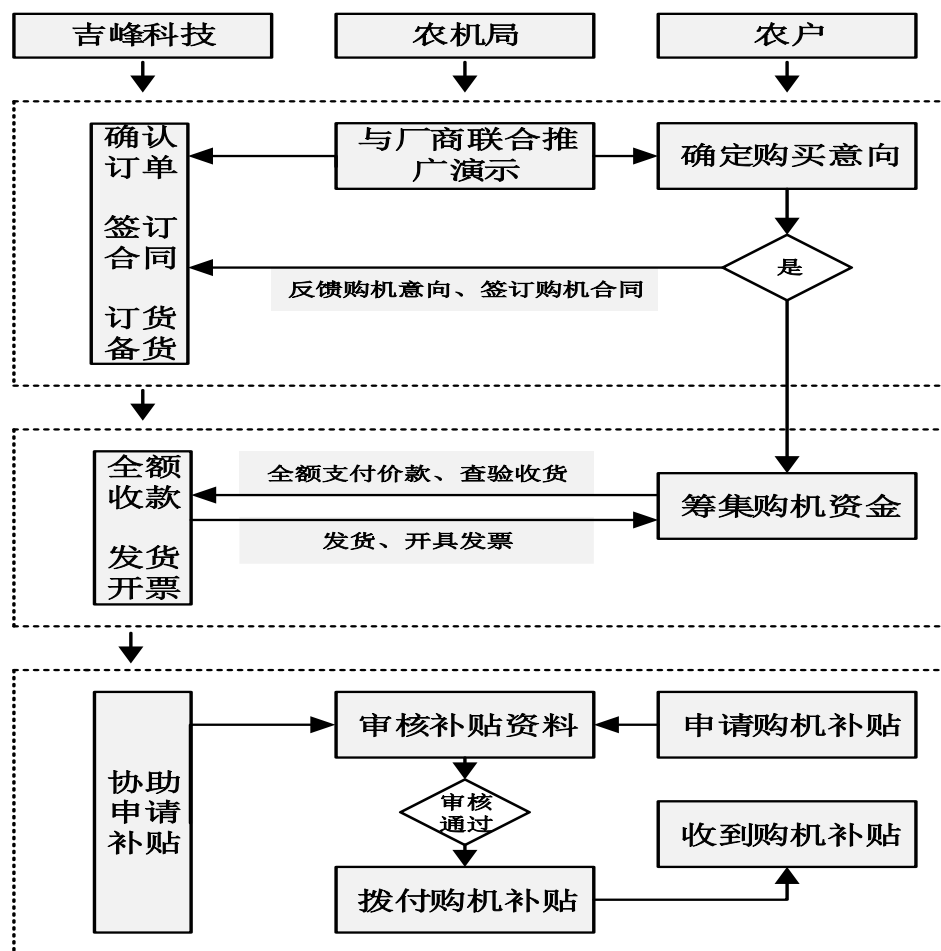 吉峰科技
农机局
农户
确认
订单
签订
合同
订货
备货
与厂商联合推
广演示
确定购买意向
是
反馈购机意向、签订购机合同
全额
收款
发货
开票
全额支付价款、查验收货
发货、开具发票
筹集购机资金
协助
申请
补贴
审核补贴资料
申请购机补贴
审核
通过
收到购机补贴
拨付购机补贴